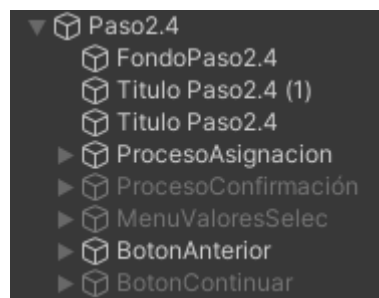 Paso2.4
FondoPaso2.4
Titulo Paso2.4 (1)
Titulo Paso2.4
ProcesoAsignacion
ProcesoConfirmación
MenuValoresSelec
BotonAnterior
BotonContinuar